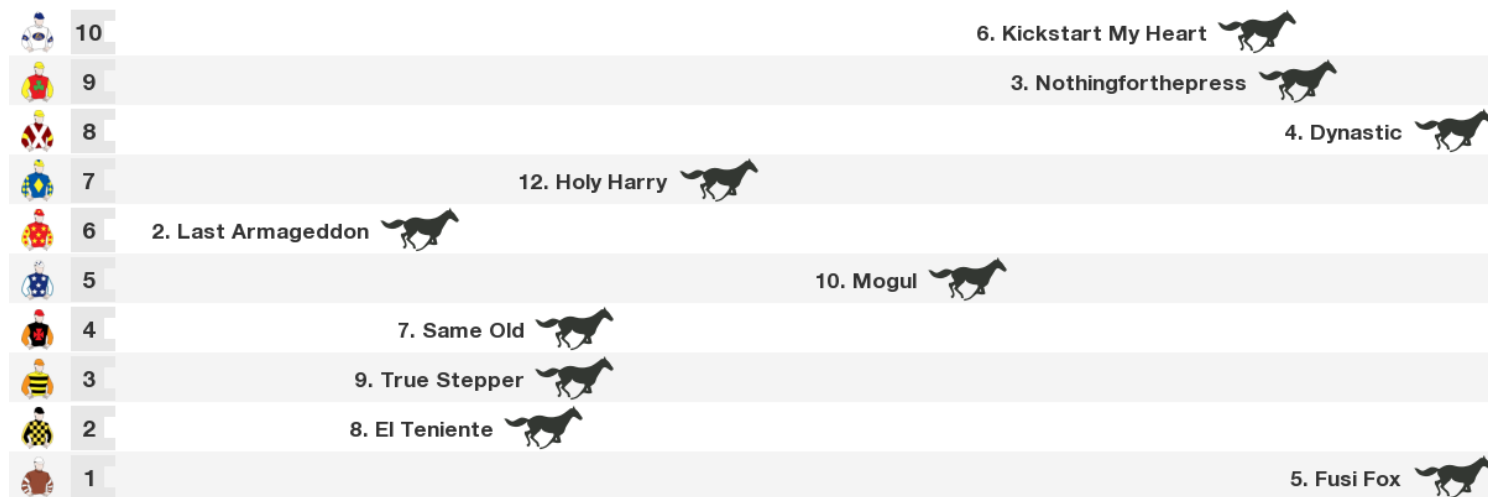 10 6. Kickstart My Heart
9 3. Nothingforthepress
8 4. Dynastic
7 12. Holy Harry
6 2. Last Armageddon
5 10. Mogul
4 7. Same Old
3 9. True Stepper
2 8. El Teniente
1 5. Fusi Fox